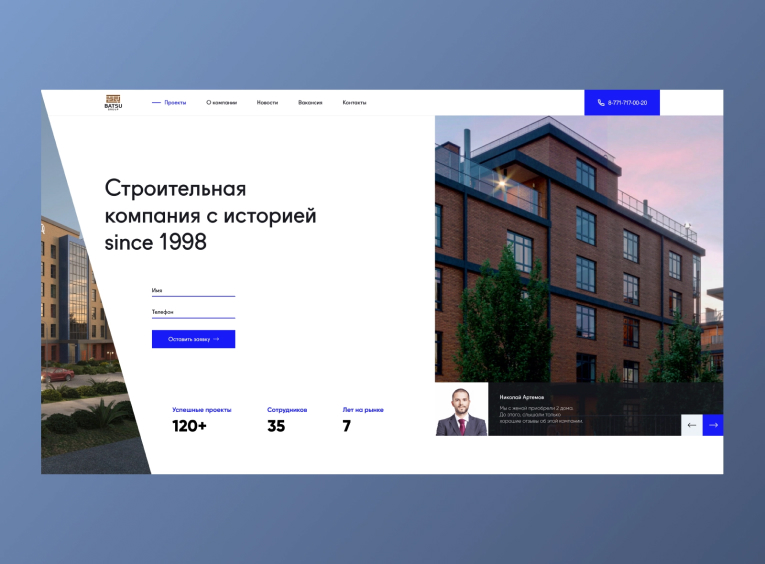 BATSU
GROUP
Проекты
О компании
Новости
Вакансия
Контакты
8-771-717-00-20
Строительная
компания с историей
since 1998
Имя
Телефон
Оставить заявку →
Успешные проекты
Сотрудников
Лет на рынке
120+
35
7
Николай Артемов
Мы с женой приобрели 2 дома.
До этого, слышали только
хорошие отзывы об этой компании.